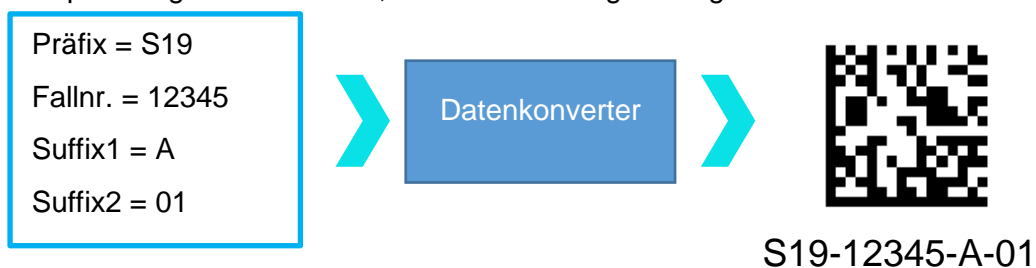 Präfix = S19
Fallnr. = 12345
Suffix1 = A
Suffix2 = 01
Datenkonverter
S19-12345-A-01